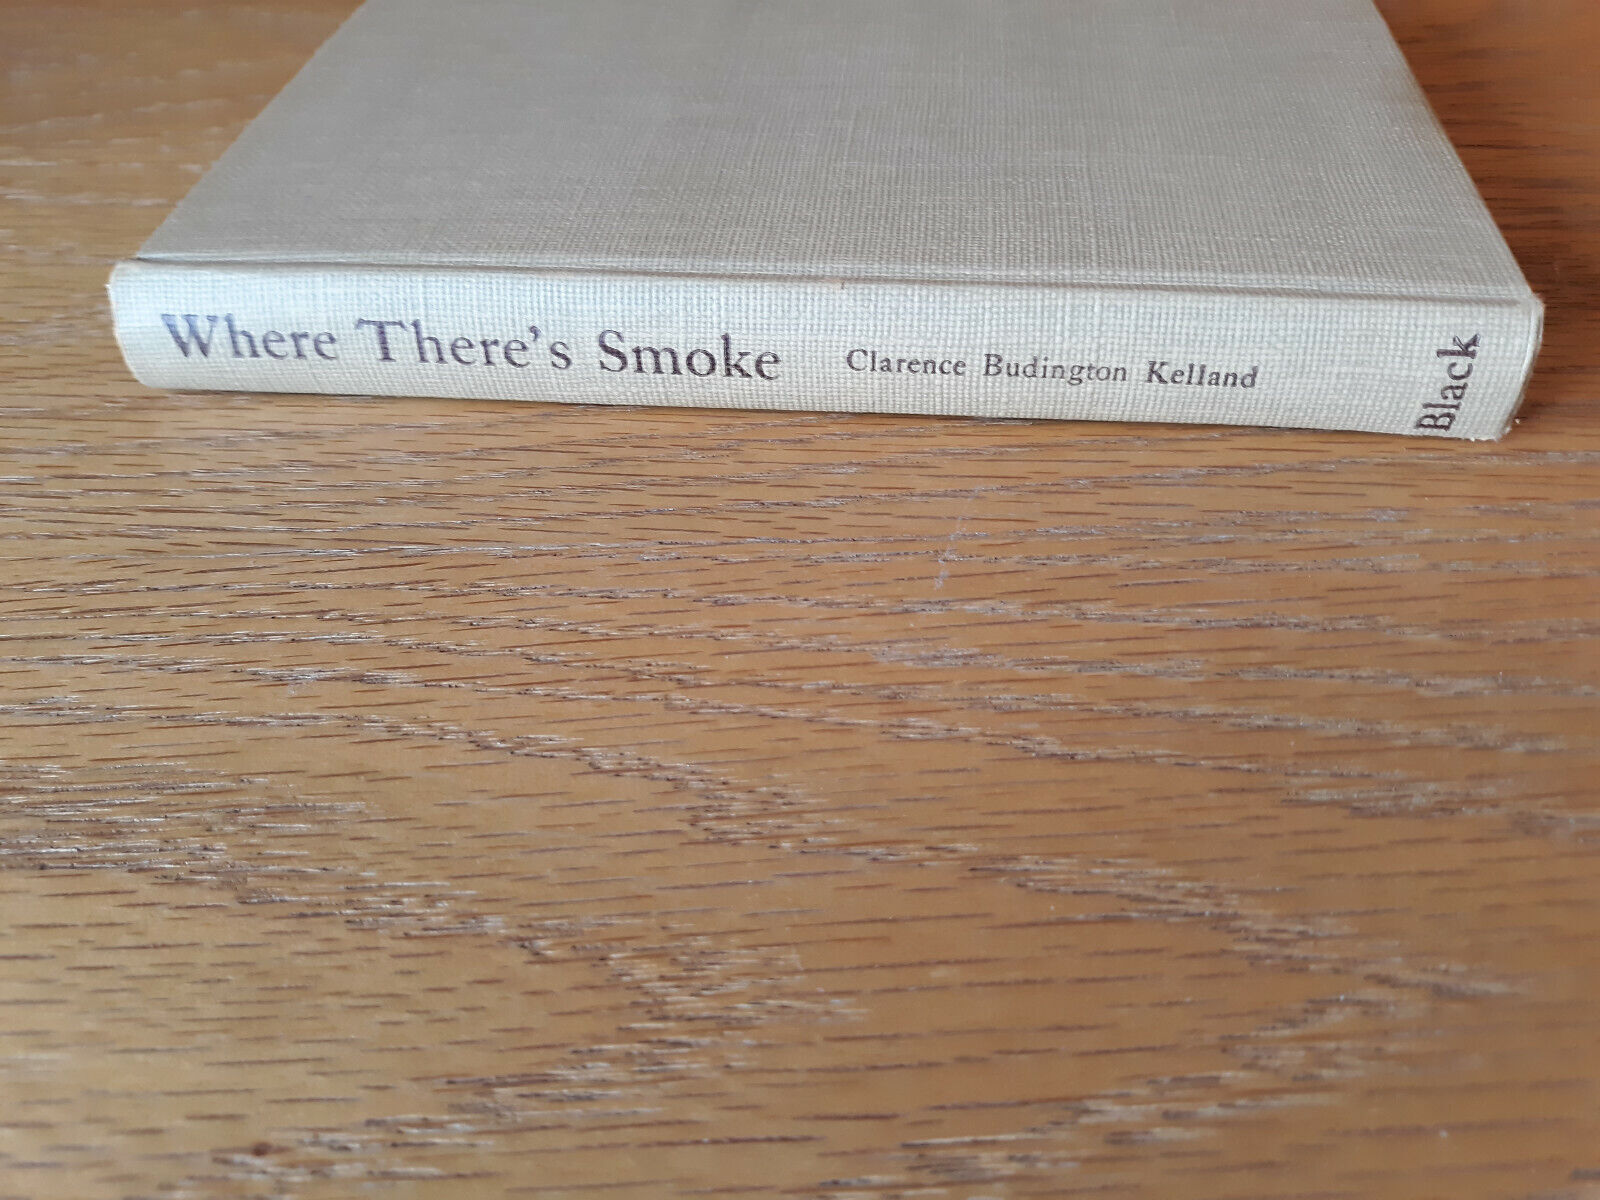 Where There's Smoke Clarence Budington Kelland
Black